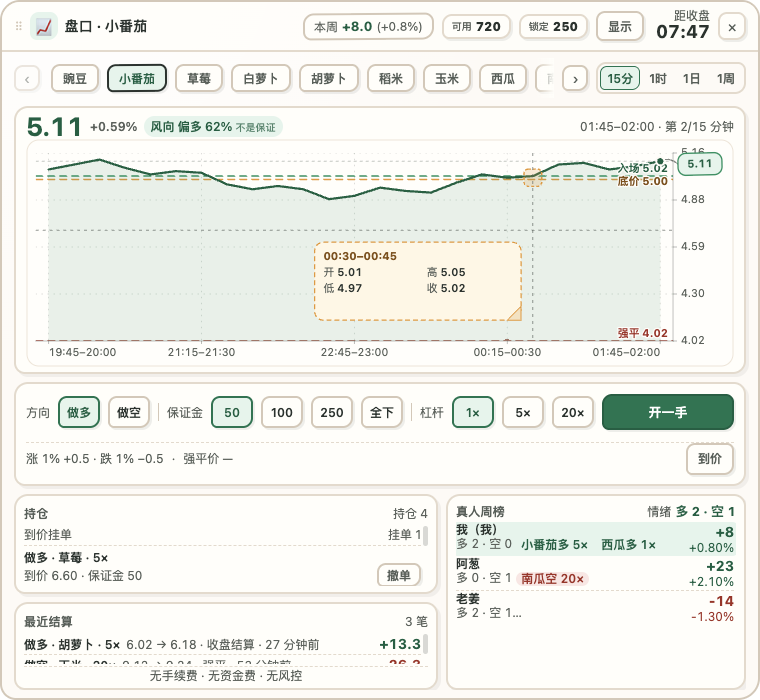 盘口 · 小番茄
本周 +8.0 (+0.8%)
可用 720
锁定 250
显示
距收盘
07:47
×
‹
豌豆
小番茄
草莓
白萝卜
胡萝卜
稻米
玉米
西瓜
›
15分
1时
1日
1周
5.11 +0.59% 风向 偏多 62% 不是保证
01:45–02:00 · 第 2/15 分钟
5.16
5.11
入场 5.02
底价 5.00
4.88
4.59
4.30
4.02
强平 4.02
00:30–00:45
开 5.01 高 5.05
低 4.97 收 5.02
19:45–20:00 21:15–21:30 22:45–23:00 00:15–00:30 01:45–02:00
方向 做多 做空 保证金 50 100 250 全下 杠杆 1× 5× 20× 开一手
涨 1% +0.5 · 跌 1% −0.5 · 强平价 —
到价
持仓 持仓 4
到价挂单 挂单 1
做多 · 草莓 · 5×
到价 6.60 · 保证金 50
撤单
最近结算 3 笔
做多 · 胡萝卜 · 5× 6.02 → 6.18 · 收盘结算 · 27 分钟前 +13.3
无手续费 · 无资金费 · 无风控
真人周榜 情绪 多 2 · 空 1
我（我） +8
多 2 · 空 0 小番茄多 5× 西瓜多 1× +0.80%
阿葱 +23
多 0 · 空 1 南瓜空 20× +2.10%
老姜 -14
多 2 · 空 1… -1.30%